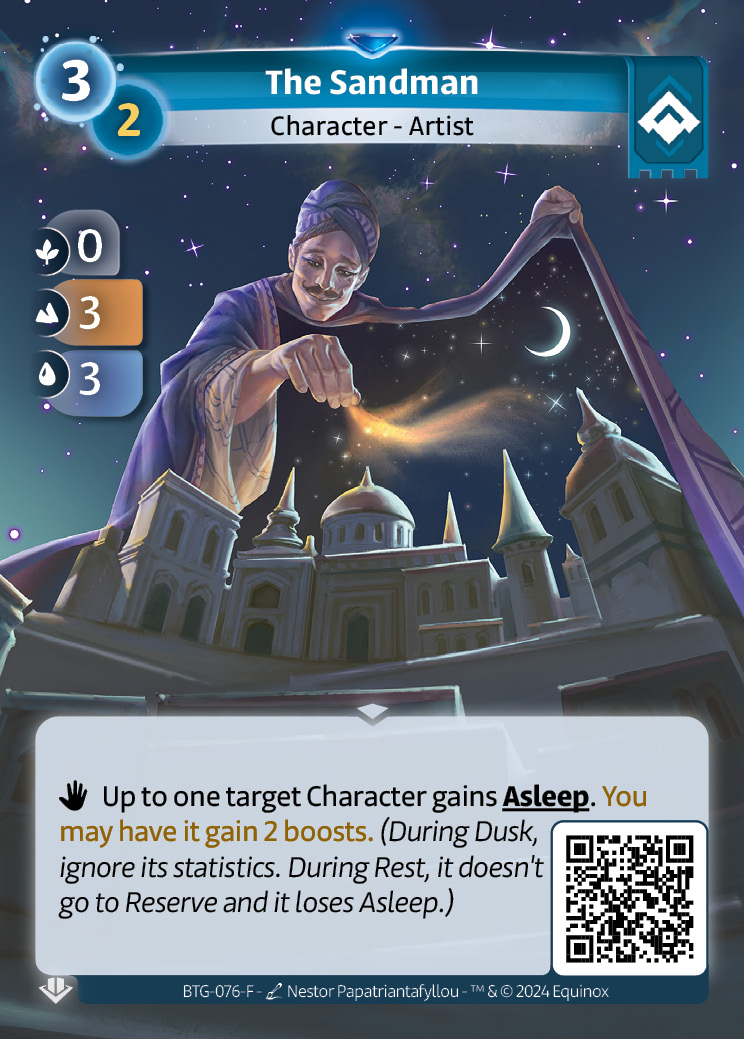 3
The Sandman
2
Character - Artist
0
3
3
Up to one target Character gains Asleep. You
may have it gain 2 boosts. (During Dusk,
ignore its statistics. During Rest, it doesn't
go to Reserve and it loses Asleep.)
BTG-076-F - Nestor Papatriantafyllou - ™ & © 2024 Equinox